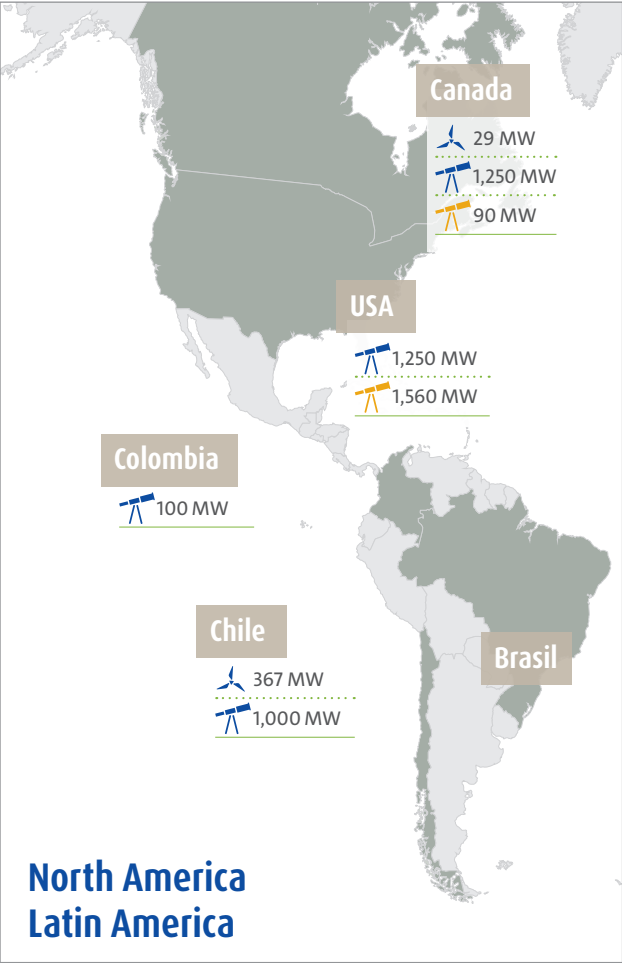 Canada
29 MW
1,250 MW
90 MW
USA
1,250 MW
1,560 MW
Colombia
100 MW
Chile
367 MW
1,000 MW
Brasil
North America
Latin America